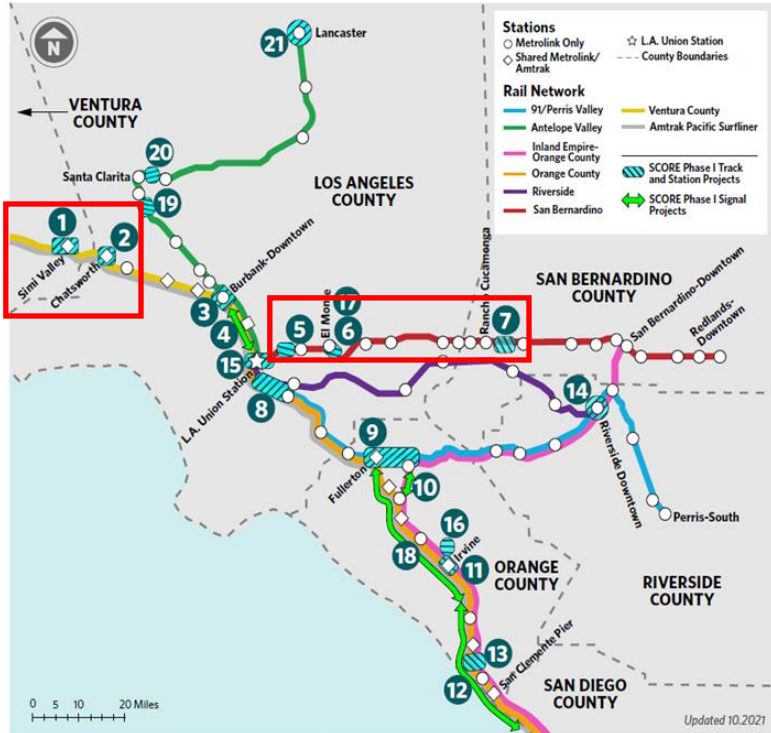 N
21
Lancaster
VENTURA
COUNTY
20
Santa Clarita
19
LOS ANGELES
COUNTY
Stations
Metrolink Only
Shared Metrolink/
Amtrak
L.A. Union Station
County Boundaries
Rail Network
91/Perris Valley
Antelope Valley
Inland Empire-
Orange County
Orange County
Riverside
San Bernardino
Ventura County
Amtrak Pacific Surfliner
SCORE Phase I Track
and Station Projects
SCORE Phase I Signal
Projects
1
2
Simi Valley
Chatsworth
Burbank-Downtown
3
4
15
L.A. Union Station
5
El Monte
17
6
Rancho Cucamonga
7
SAN BERNARDINO
COUNTY
San Bernardino-Downtown
Redlands-
Downtown
8
9
Fullerton
10
14
Riverside Downtown
Perris-South
16
Irvine
11
18
ORANGE
COUNTY
RIVERSIDE
COUNTY
13
12
San Clemente Pier
SAN DIEGO
COUNTY
0 5 10 20 Miles
Updated 10.2021